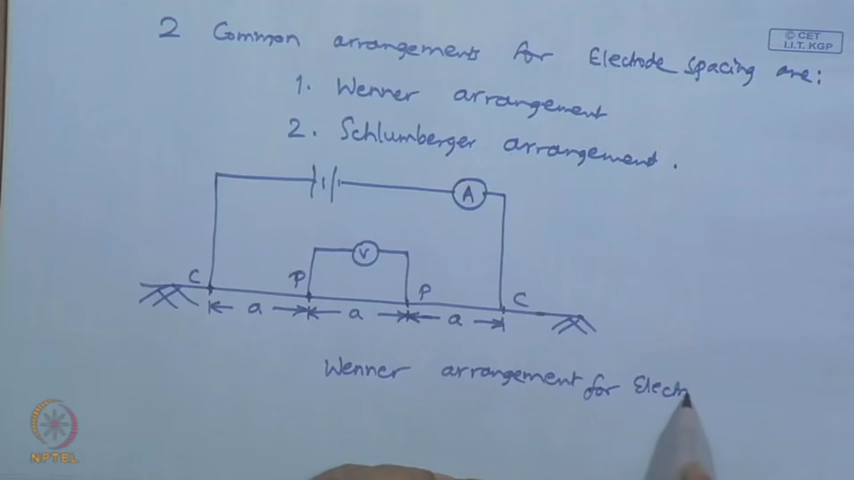 © CET
I.I.T. KGP
2 Common arrangements for Electrode spacing are:
1. Wenner arrangement
2. Schlumberger arrangement.
A
V
C P P C
a a a
Wenner arrangement for Electr
NPTEL